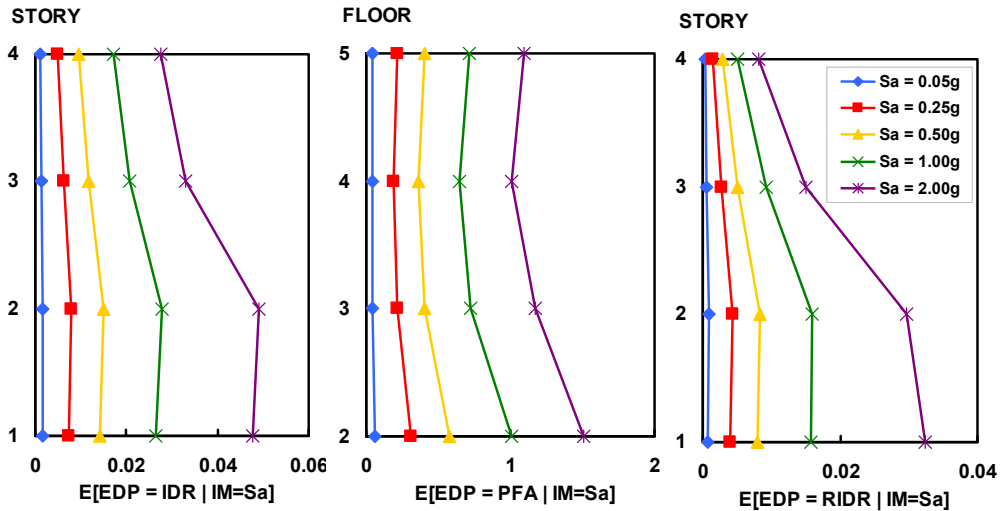 STORY
4
3
2
1
0
0.02
0.04
0.06
E[EDP = IDR | IM=Sa]
FLOOR
5
4
3
2
0
1
2
E[EDP = PFA | IM=Sa]
STORY
4
3
2
1
0
0.02
0.04
E[EDP = RIDR | IM=Sa]
Sa = 0.05g
Sa = 0.25g
Sa = 0.50g
Sa = 1.00g
Sa = 2.00g